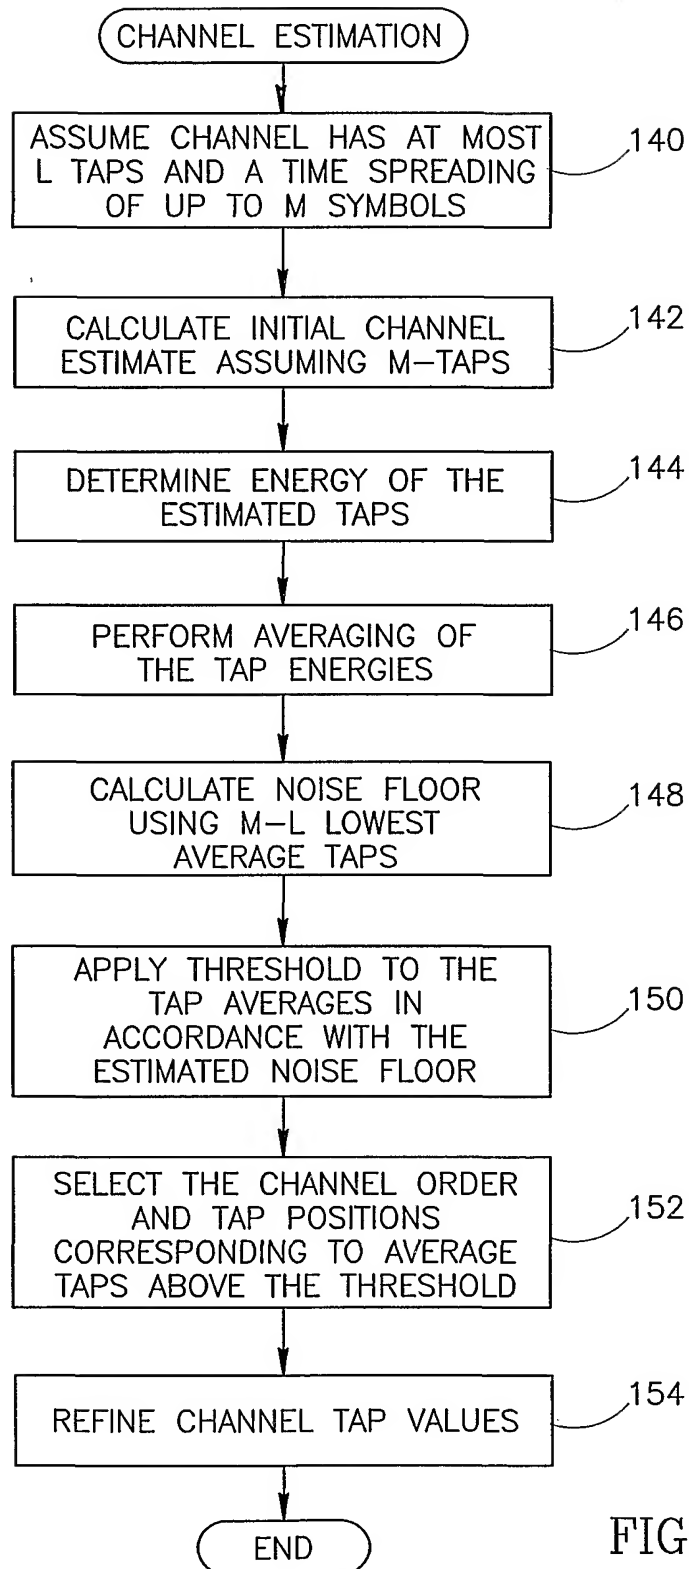 CHANNEL ESTIMATION
ASSUME CHANNEL HAS AT MOST
L TAPS AND A TIME SPREADING
OF UP TO M SYMBOLS
140
CALCULATE INITIAL CHANNEL
ESTIMATE ASSUMING M-TAPS
142
DETERMINE ENERGY OF THE
ESTIMATED TAPS
144
PERFORM AVERAGING OF
THE TAP ENERGIES
146
CALCULATE NOISE FLOOR
USING M-L LOWEST
AVERAGE TAPS
148
APPLY THRESHOLD TO THE
TAP AVERAGES IN
ACCORDANCE WITH THE
ESTIMATED NOISE FLOOR
150
SELECT THE CHANNEL ORDER
AND TAP POSITIONS
CORRESPONDING TO AVERAGE
TAPS ABOVE THE THRESHOLD
152
REFINE CHANNEL TAP VALUES
154
END
FIG